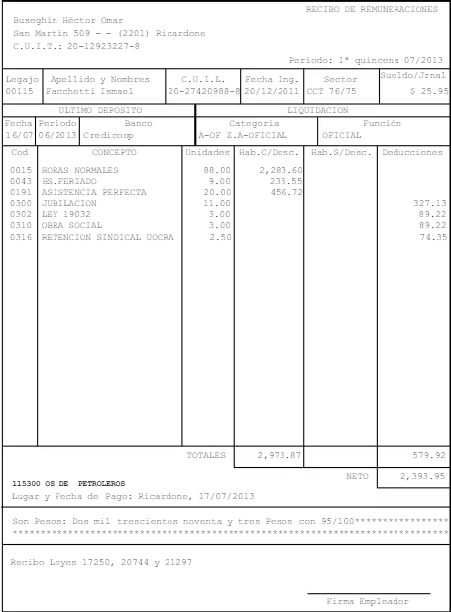 RECIBO DE REMUNERACIONES
Buseghin Héctor Omar
San Martin 509 - - (2201) Ricardone
C.U.I.T.: 20-12923227-8
Periodo: 1ª quincena 07/2013
Legajo Apellido y Nombres C.U.I.L. Fecha Ing. Sector Sueldo/Jrnal
00115 Facchetti Ismael 20-27420988-8 20/12/2011 CCT 76/75 $ 25.95
ULTIMO DEPOSITO LIQUIDACION
Fecha Periodo Banco Categoría Función
16/07 06/2013 Credicoop A-OF Z.A-OFICIAL OFICIAL
Cod CONCEPTO Unidades Hab.C/Desc. Hab.S/Desc. Deducciones
0015 HORAS NORMALES 88.00 2,283.60
0043 HS.FERIADO 9.00 233.55
0191 ASISTENCIA PERFECTA 20.00 456.72
0300 JUBILACION 11.00 327.13
0302 LEY 19032 3.00 89.22
0310 OBRA SOCIAL 3.00 89.22
0316 RETENCION SINDICAL UOCRA 2.50 74.35
TOTALES 2,973.87 579.92
NETO 2,393.95
115300 OS DE PETROLEROS
Lugar y Fecha de Pago: Ricardone, 17/07/2013
Son Pesos: Dos mil trescientos noventa y tres Pesos con 95/100*****************
******************************************************************************
Recibo Leyes 17250, 20744 y 21297
Firma Empleador